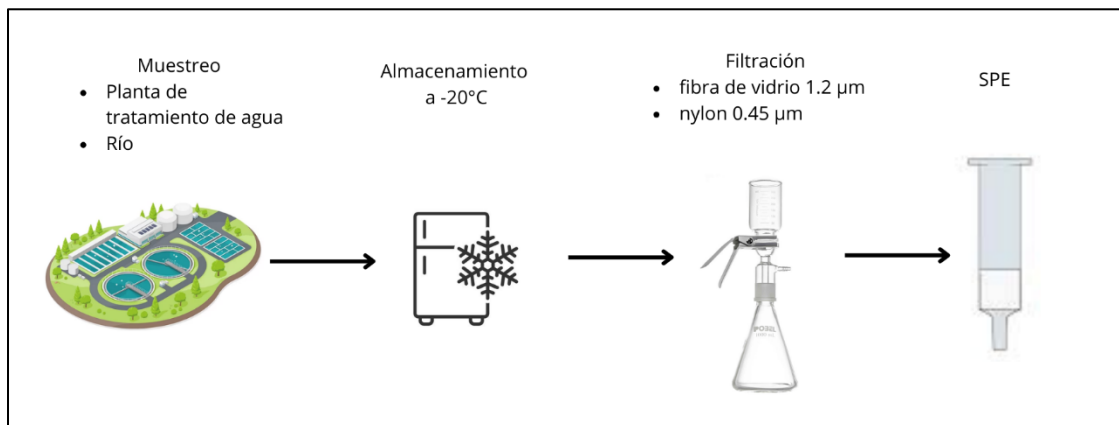 Muestreo
• Planta de
tratamiento de agua
• Río
Almacenamiento
a -20°C
Filtración
• fibra de vidrio 1.2 μm
• nylon 0.45 μm
SPE
POBEL